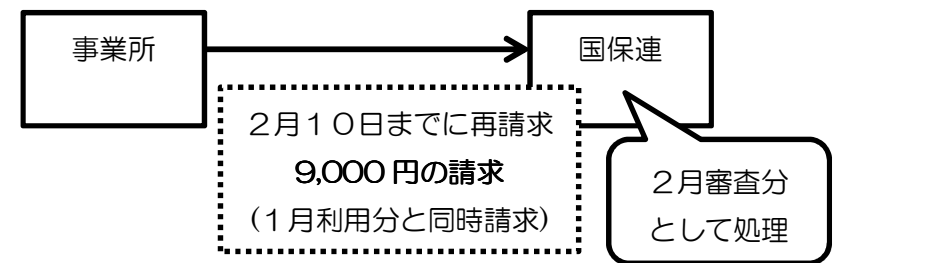 事業所
国保連
２月１０日までに再請求
9,000 円の請求
（１月利用分と同時請求）
２月審査分
として処理